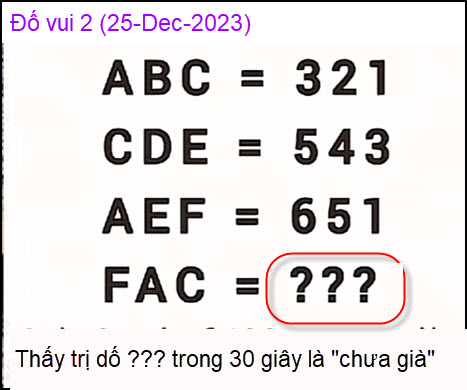 Đố vui 2 (25-Dec-2023)
ABC = 321
CDE = 543
AEF = 651
FAC = ???
Thấy trị dố ??? trong 30 giây là "chưa già"